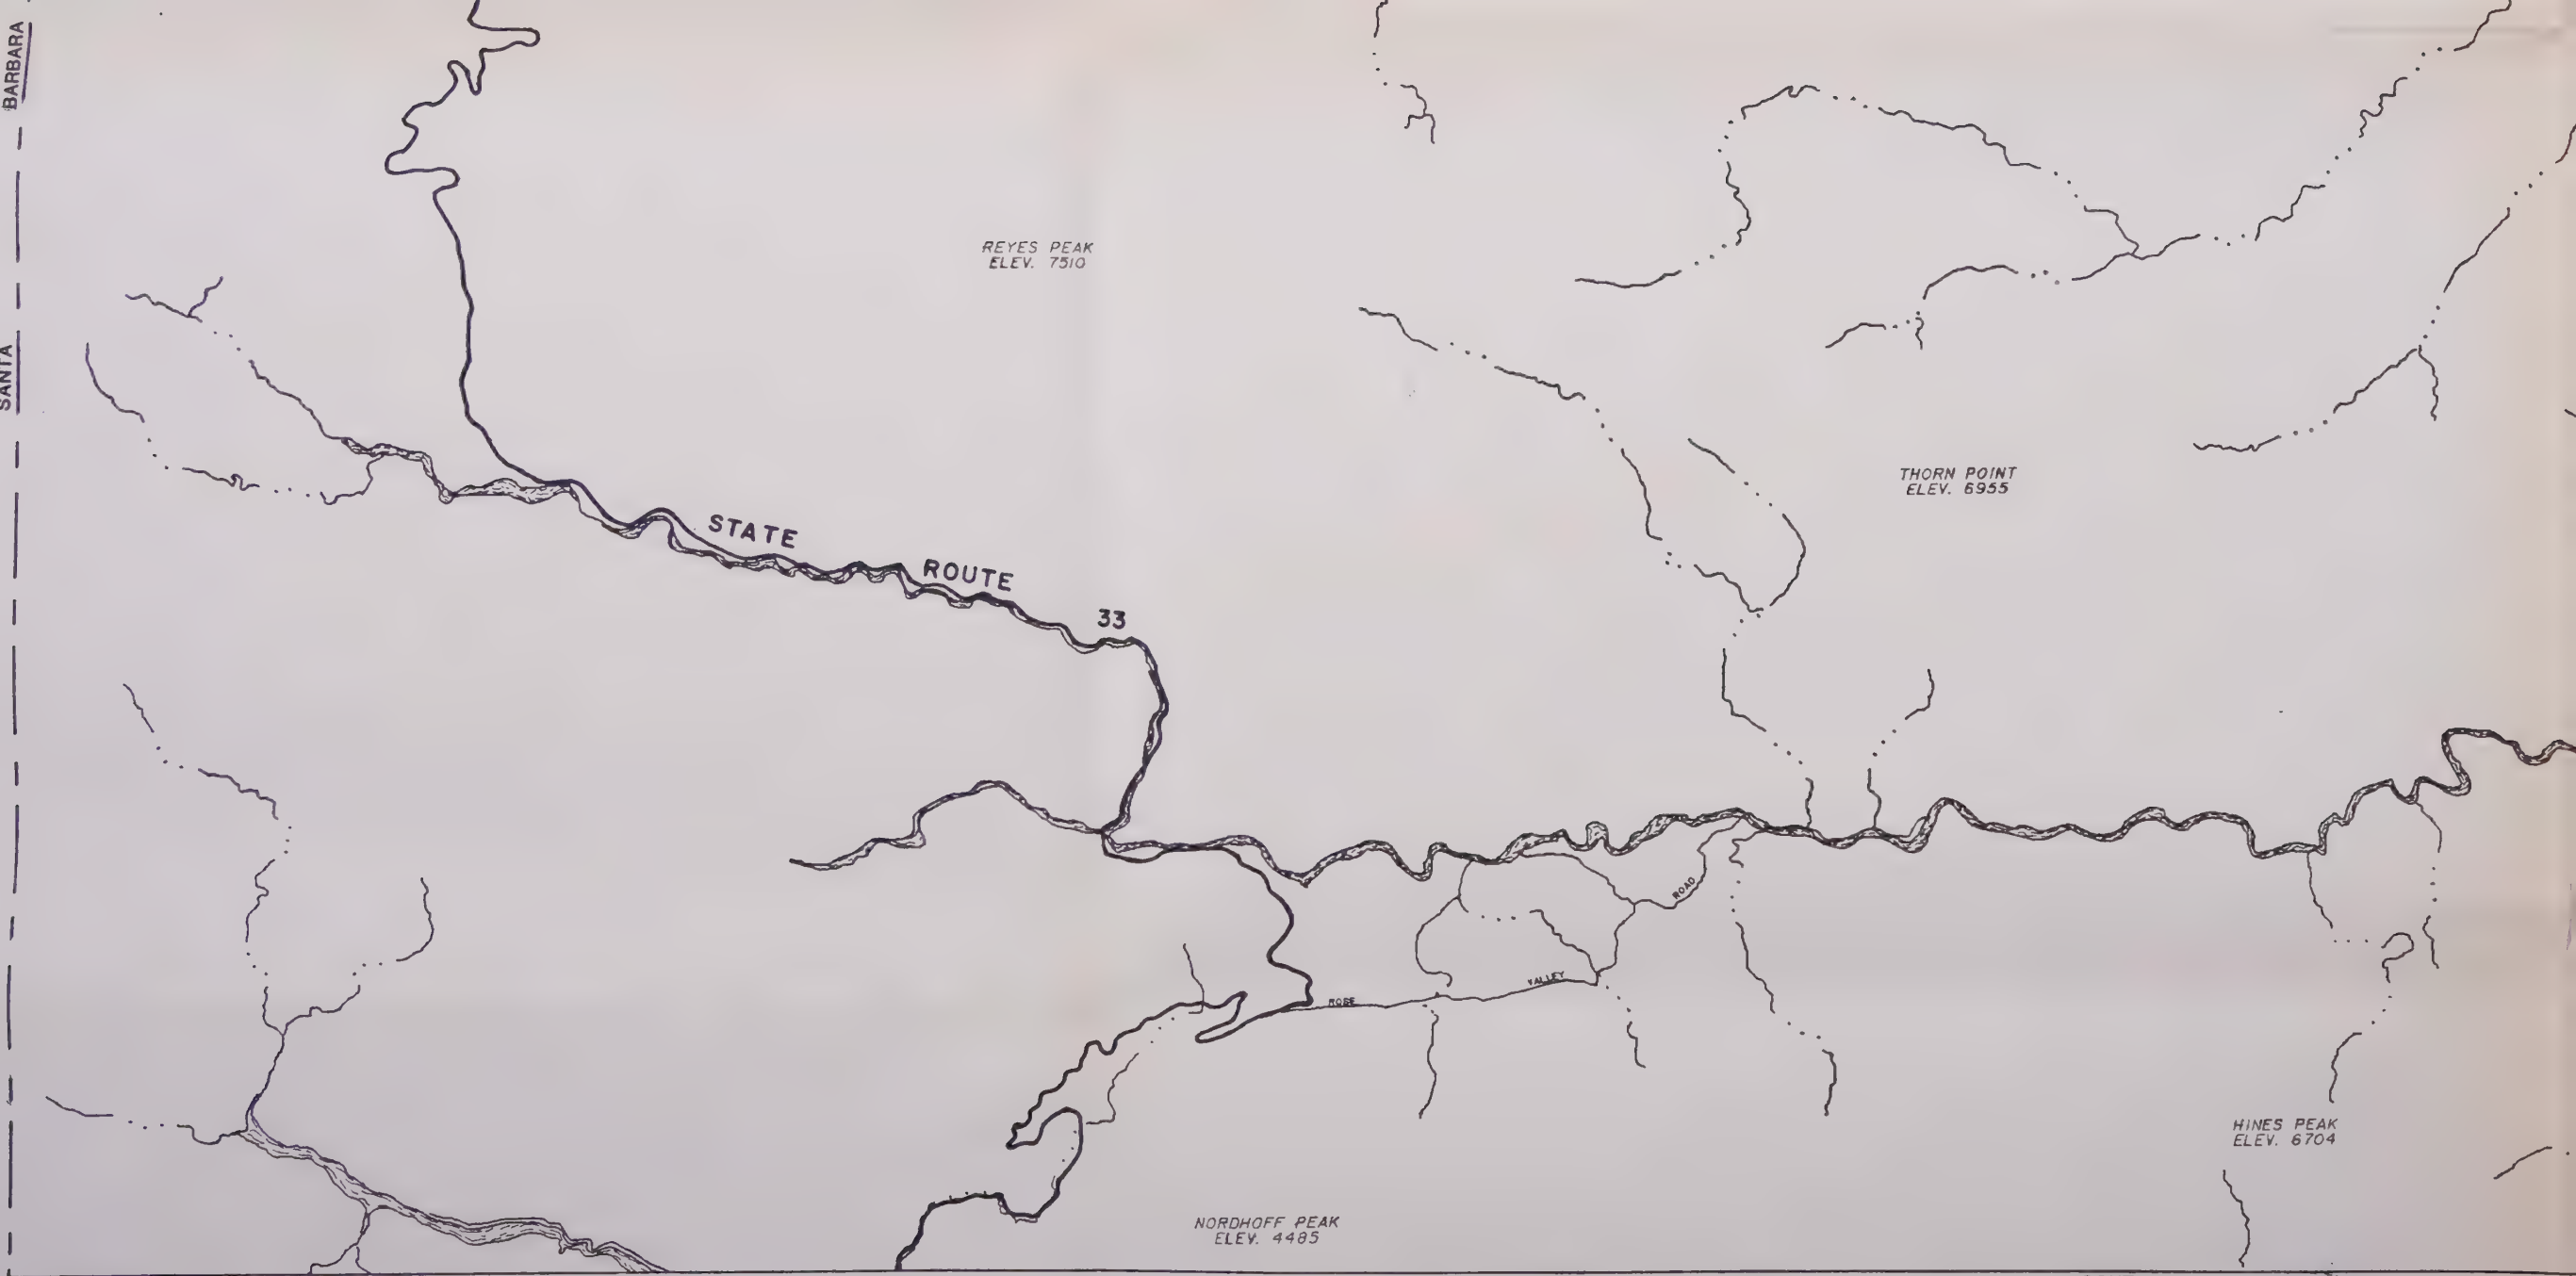 BARBARA
SANTA
REYES PEAK
ELEV. 7510
THORN POINT
ELEV. 6955
STATE
ROUTE
33
ROAD
VALLEY
ROSE
HINES PEAK
ELEV. 6704
NORDHOFF PEAK
ELEV. 4485